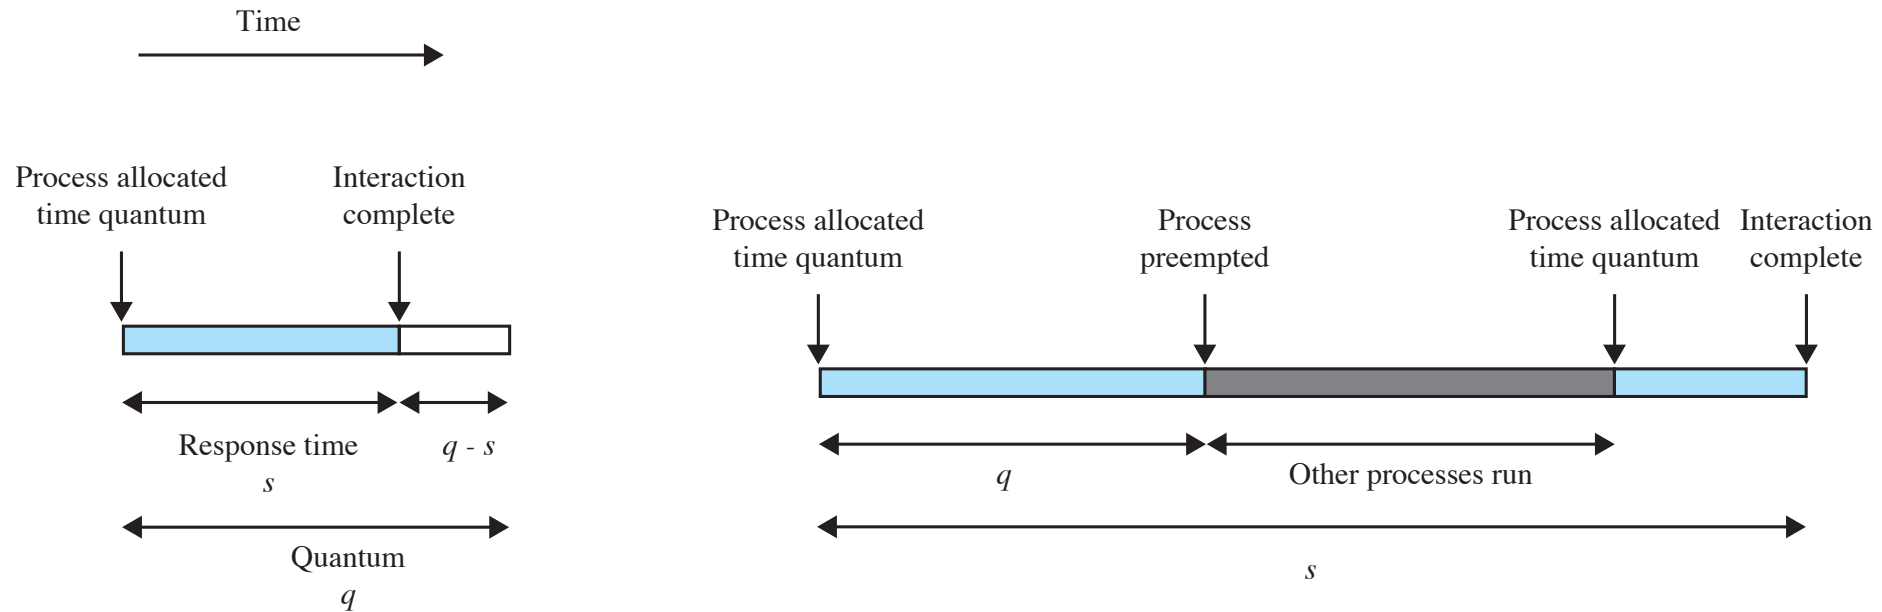 Time
Process allocated
time quantum
Interaction
complete
Response time
s
q - s
Quantum
q
Process allocated
time quantum
Process
preempted
Process allocated
time quantum
Interaction
complete
q
Other processes run
s